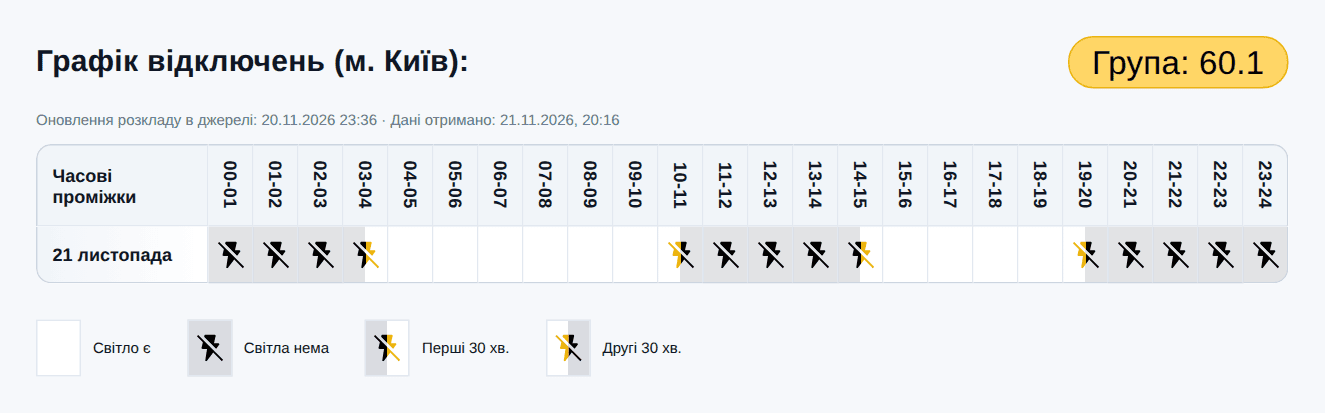 Графік відключень (м. Київ):
Група: 60.1
Оновлення розкладу в джерелі: 20.11.2026 23:36 · Дані отримано: 21.11.2026, 20:16
Часові
проміжки
00-01 01-02 02-03 03-04 04-05 05-06 06-07 07-08 08-09 09-10 10-11 11-12 12-13 13-14 14-15 15-16 16-17 17-18 18-19 19-20 20-21 21-22 22-23 23-24
21 листопада
Світло є
Світла нема
Перші 30 хв.
Другі 30 хв.